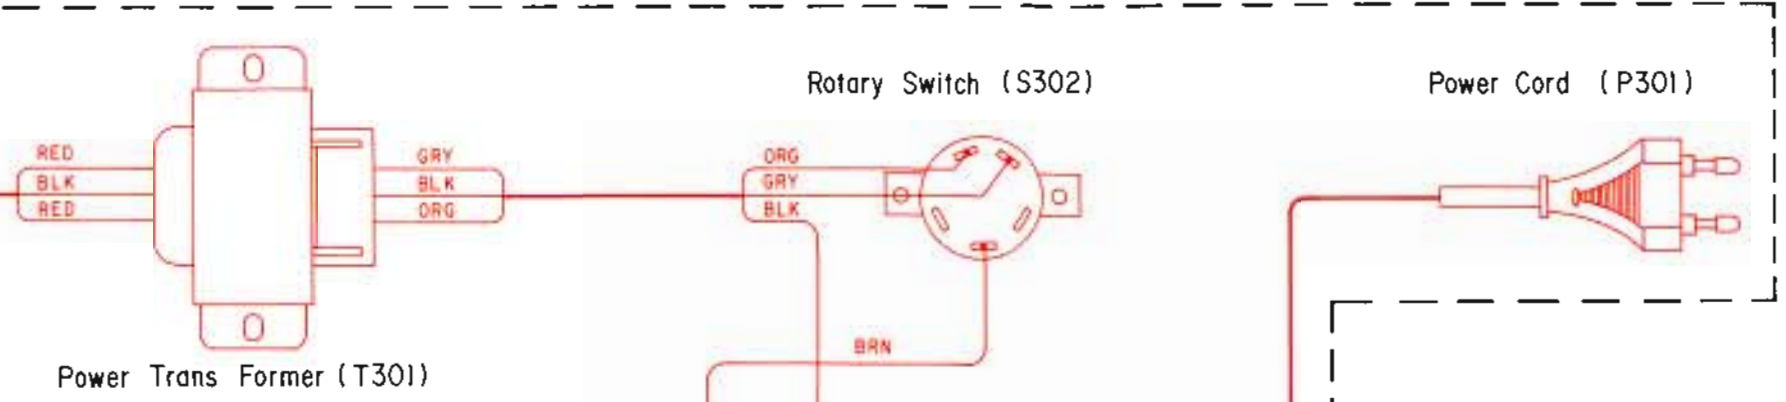 Rotary Switch (S302)
Power Cord (P301)
RED
BLK
RED
GRY
BLK
ORG
ORG
GRY
BLK
BRN
Power Trans Former (T301)